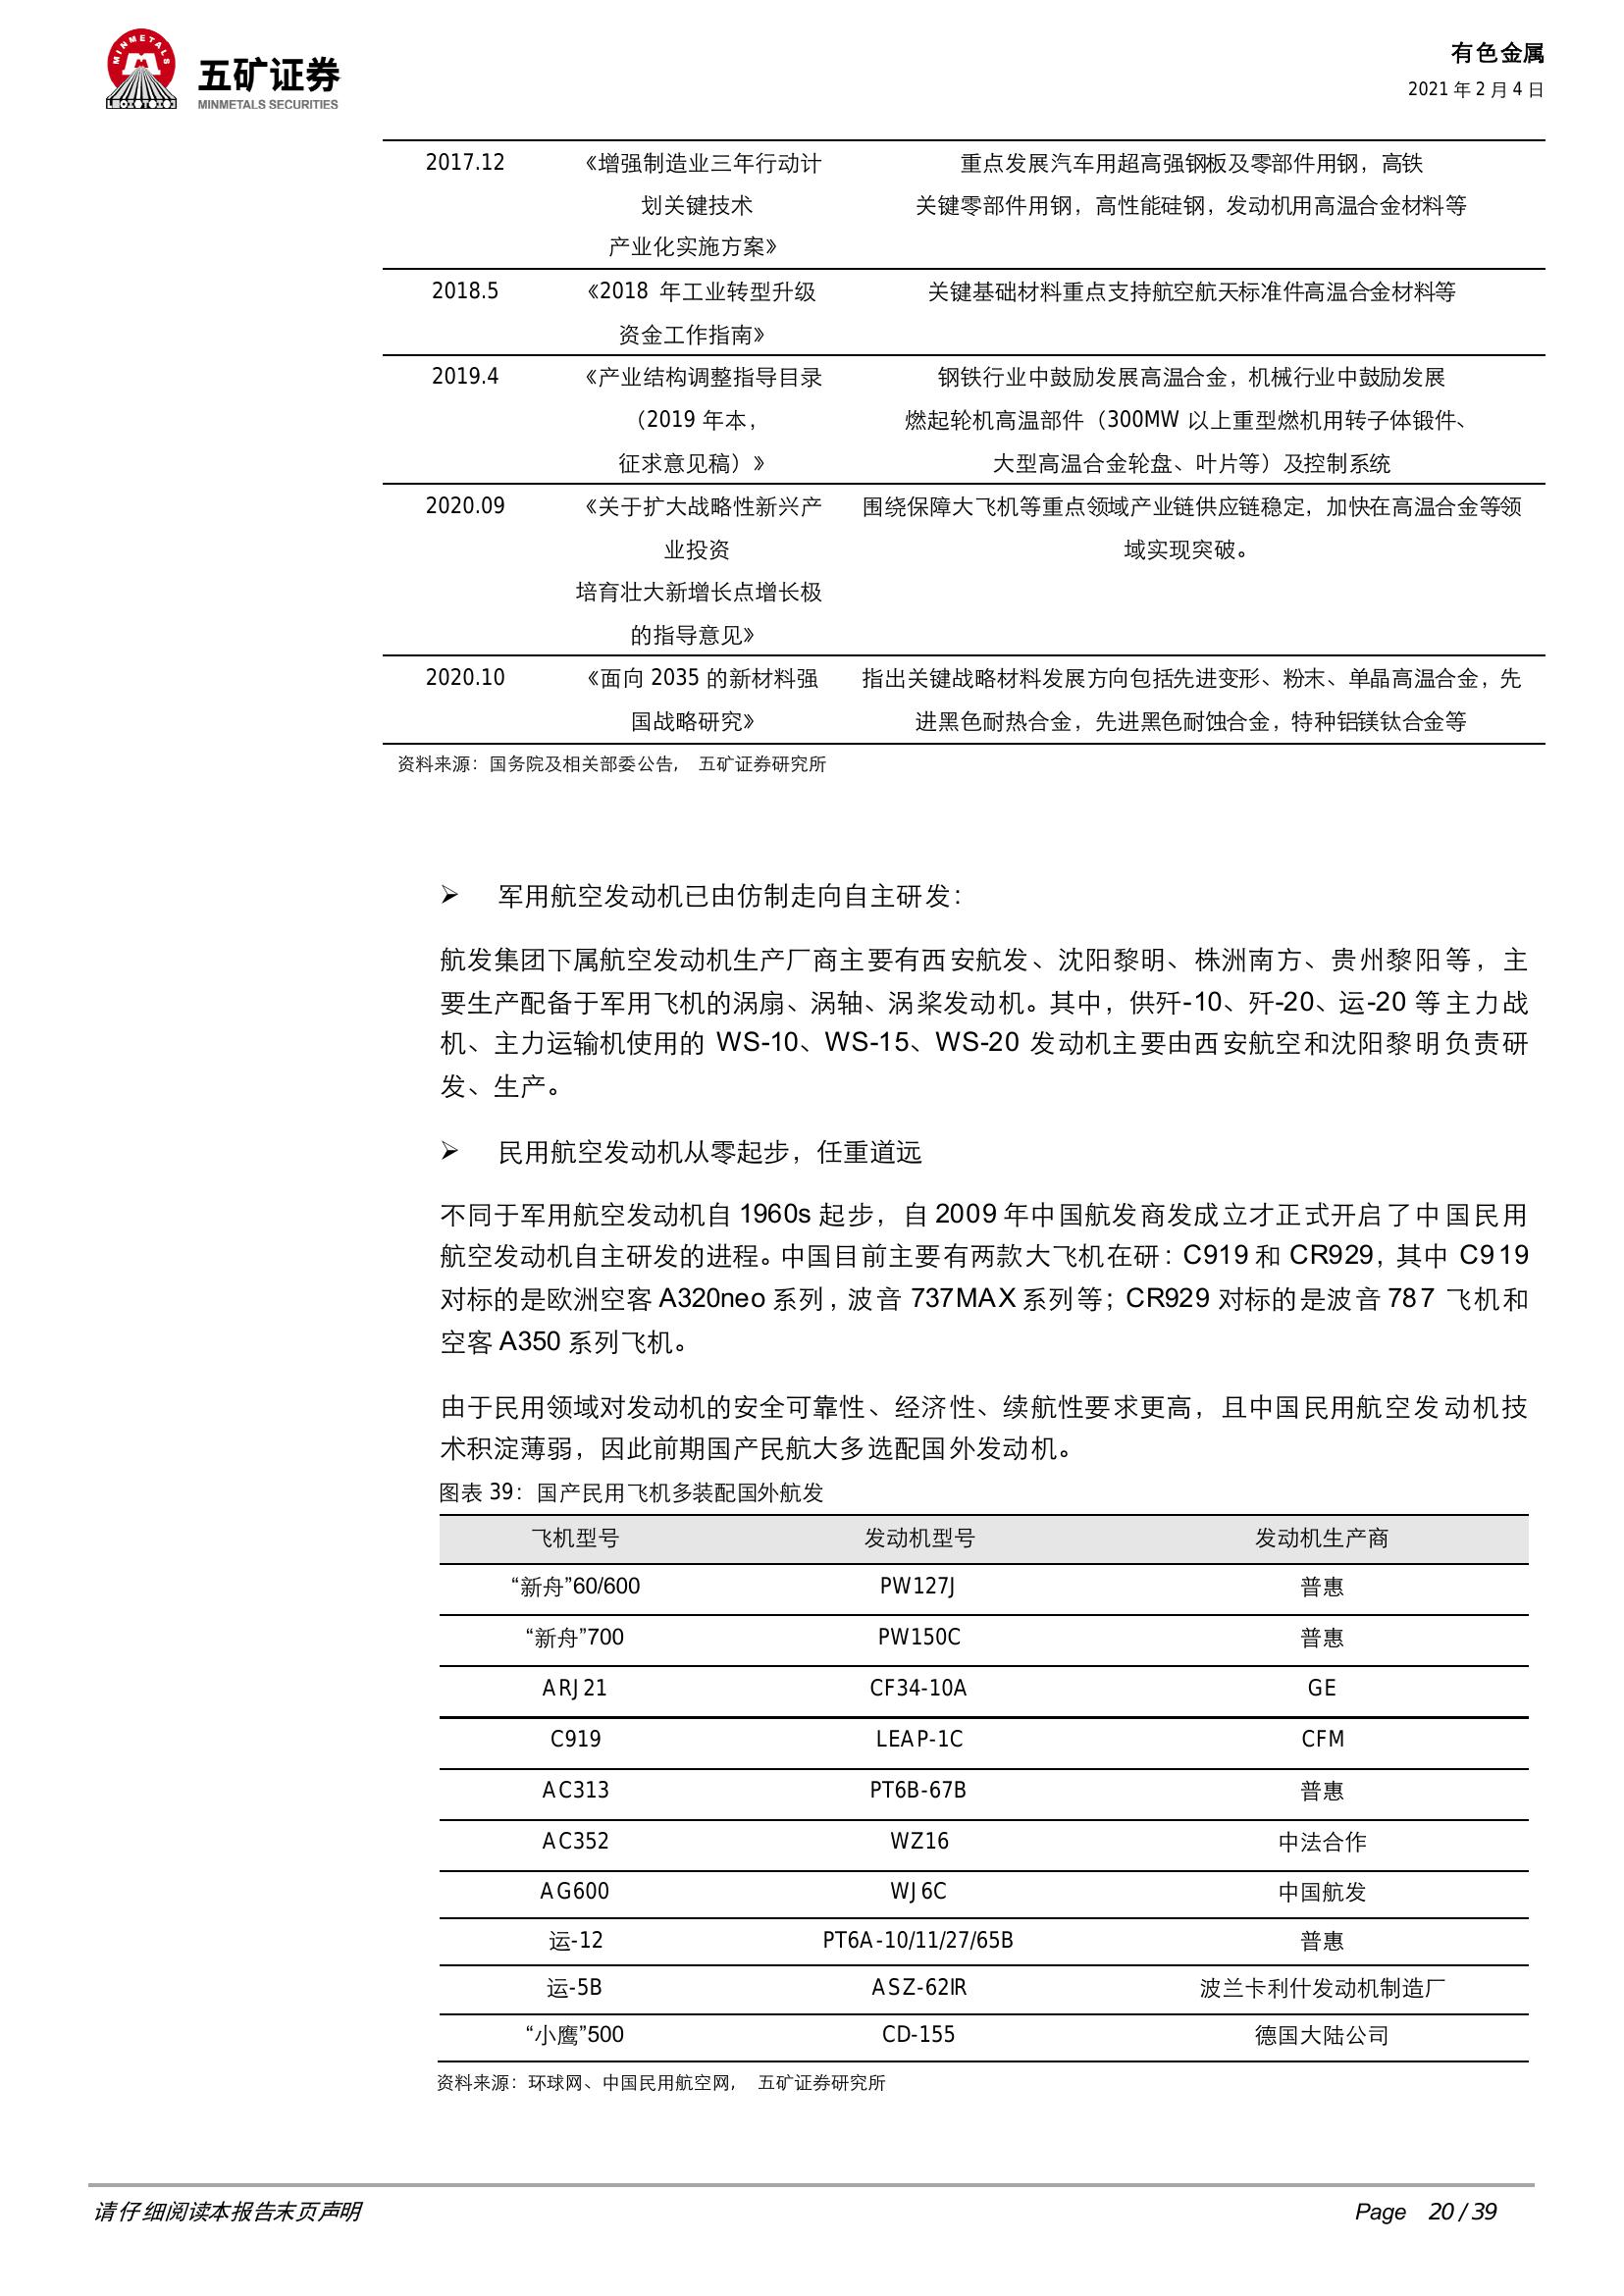 MINMETALS
五矿证券
MINMETALS SECURITIES
有色金属
2021 年 2 月 4 日
2017.12 《增强制造业三年行动计 重点发展汽车用超高强钢板及零部件用钢，高铁
划关键技术 关键零部件用钢，高性能硅钢，发动机用高温合金材料等
产业化实施方案》
2018.5 《2018 年工业转型升级 关键基础材料重点支持航空航天标准件高温合金材料等
资金工作指南》
2019.4 《产业结构调整指导目录 钢铁行业中鼓励发展高温合金，机械行业中鼓励发展
（2019 年本， 燃起轮机高温部件（300MW 以上重型燃机用转子体锻件、
征求意见稿）》 大型高温合金轮盘、叶片等）及控制系统
2020.09 《关于扩大战略性新兴产 围绕保障大飞机等重点领域产业链供应链稳定，加快在高温合金等领
业投资 域实现突破。
培育壮大新增长点增长极
的指导意见》
2020.10 《面向 2035 的新材料强 指出关键战略材料发展方向包括先进变形、粉末、单晶高温合金，先
国战略研究》 进黑色耐热合金，先进黑色耐蚀合金，特种铝镁钛合金等
资料来源：国务院及相关部委公告， 五矿证券研究所
➢ 军用航空发动机已由仿制走向自主研发：
航发集团下属航空发动机生产厂商主要有西安航发、沈阳黎明、株洲南方、贵州黎阳等，主
要生产配备于军用飞机的涡扇、涡轴、涡桨发动机。其中，供歼-10、歼-20、运-20 等主力战
机、主力运输机使用的 WS-10、WS-15、WS-20 发动机主要由西安航空和沈阳黎明负责研
发、生产。
➢ 民用航空发动机从零起步，任重道远
不同于军用航空发动机自 1960s 起步，自 2009 年中国航发商发成立才正式开启了中国民用
航空发动机自主研发的进程。中国目前主要有两款大飞机在研：C919 和 CR929，其中 C919
对标的是欧洲空客 A320neo 系列，波音 737MAX 系列等；CR929 对标的是波音 787 飞机和
空客 A350 系列飞机。
由于民用领域对发动机的安全可靠性、经济性、续航性要求更高，且中国民用航空发动机技
术积淀薄弱，因此前期国产民航大多选配国外发动机。
图表 39：国产民用飞机多装配国外航发
飞机型号 发动机型号 发动机生产商
“新舟”60/600 PW127J 普惠
“新舟”700 PW150C 普惠
ARJ21 CF34-10A GE
C919 LEAP-1C CFM
AC313 PT6B-67B 普惠
AC352 WZ16 中法合作
AG600 WJ6C 中国航发
运-12 PT6A-10/11/27/65B 普惠
运-5B ASZ-62IR 波兰卡利什发动机制造厂
“小鹰”500 CD-155 德国大陆公司
资料来源：环球网、中国民用航空网， 五矿证券研究所
请仔细阅读本报告末页声明
Page 20 / 39